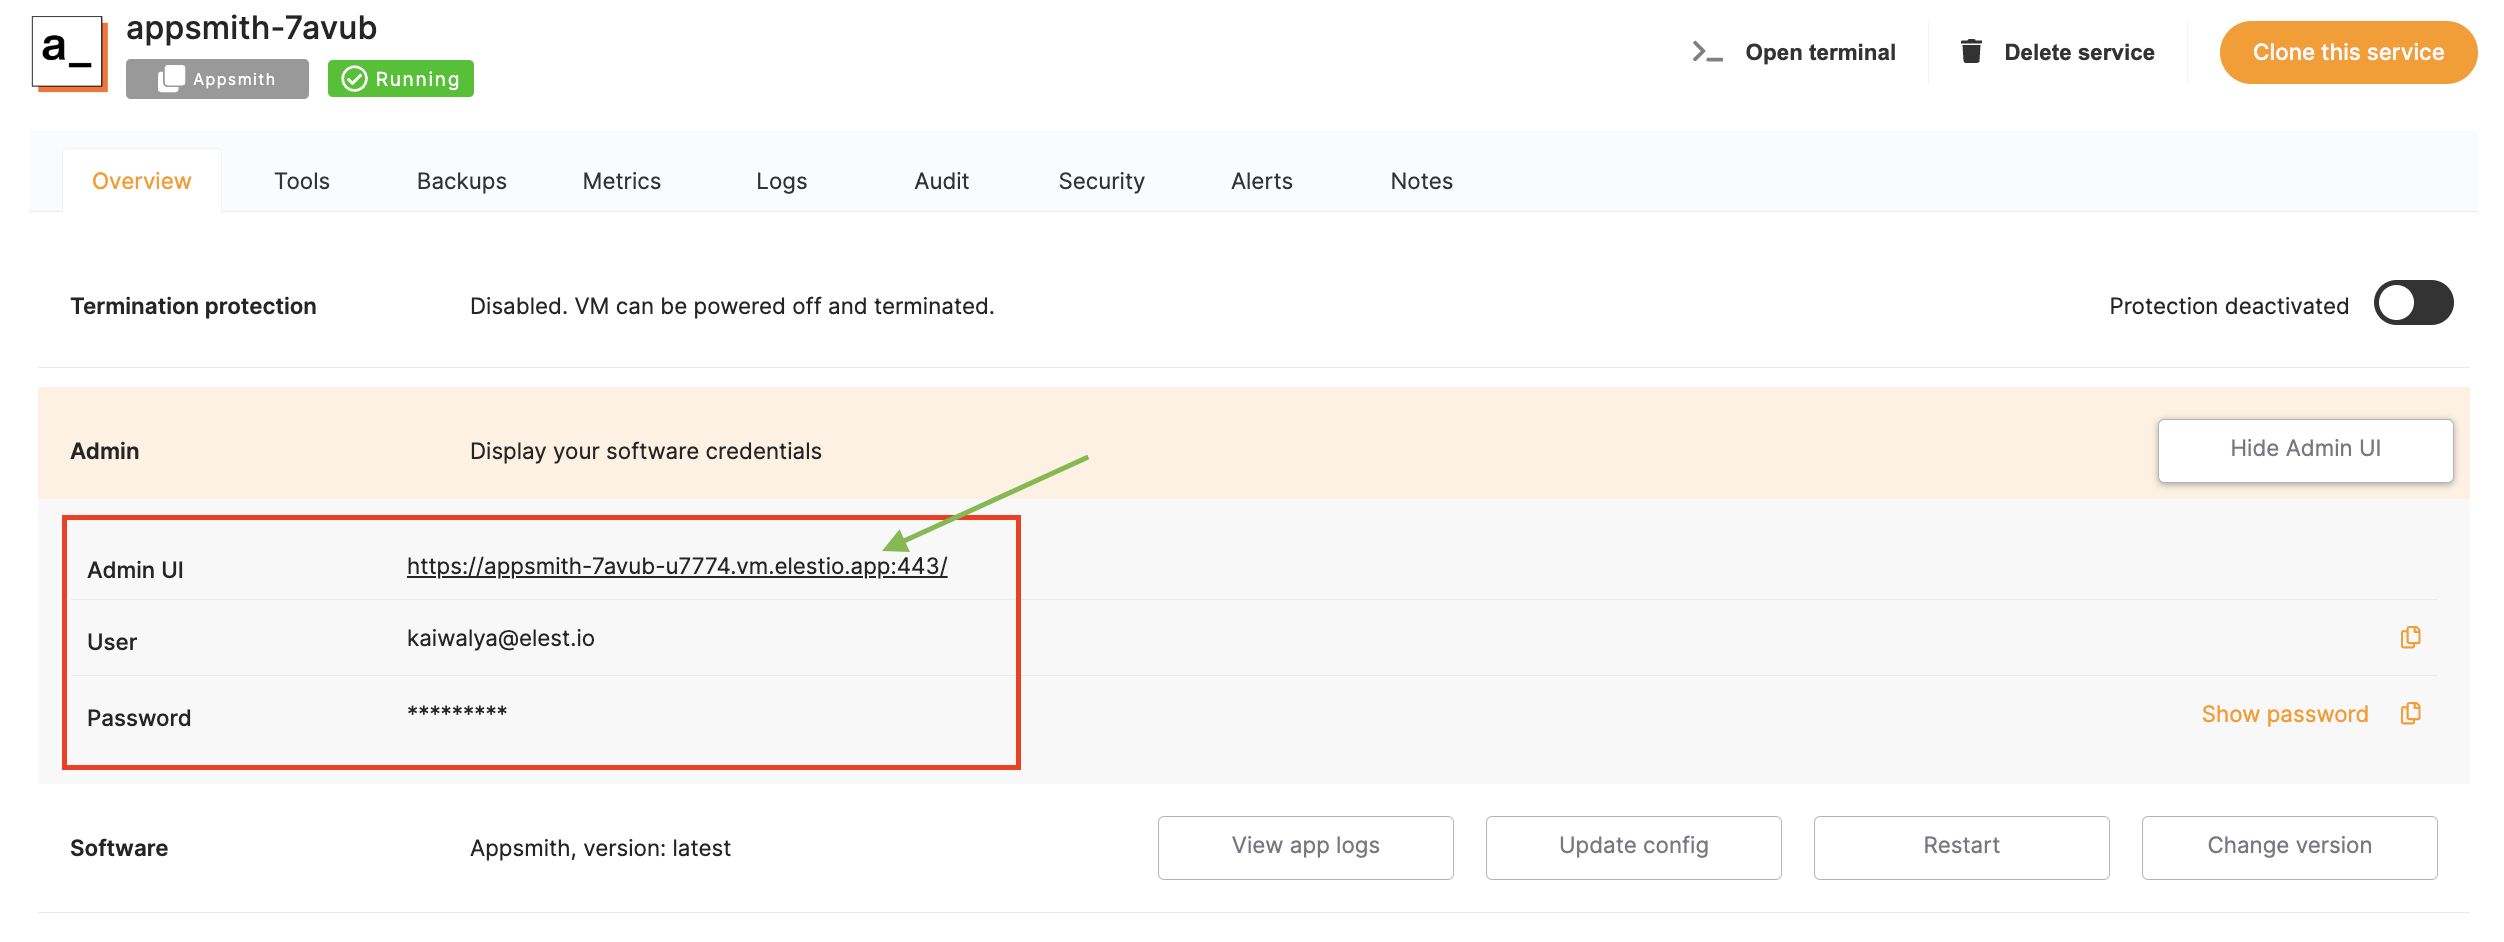 a_
appsmith-7avub
Appsmith
Running
Open terminal
Delete service
Clone this service
Overview
Tools
Backups
Metrics
Logs
Audit
Security
Alerts
Notes
Termination protection
Disabled. VM can be powered off and terminated.
Protection deactivated
Admin
Display your software credentials
Hide Admin UI
Admin UI
https://appsmith-7avub-u7774.vm.elestio.app:443/
User
kaiwalya@elest.io
Password
*********
Show password
Software
Appsmith, version: latest
View app logs
Update config
Restart
Change version